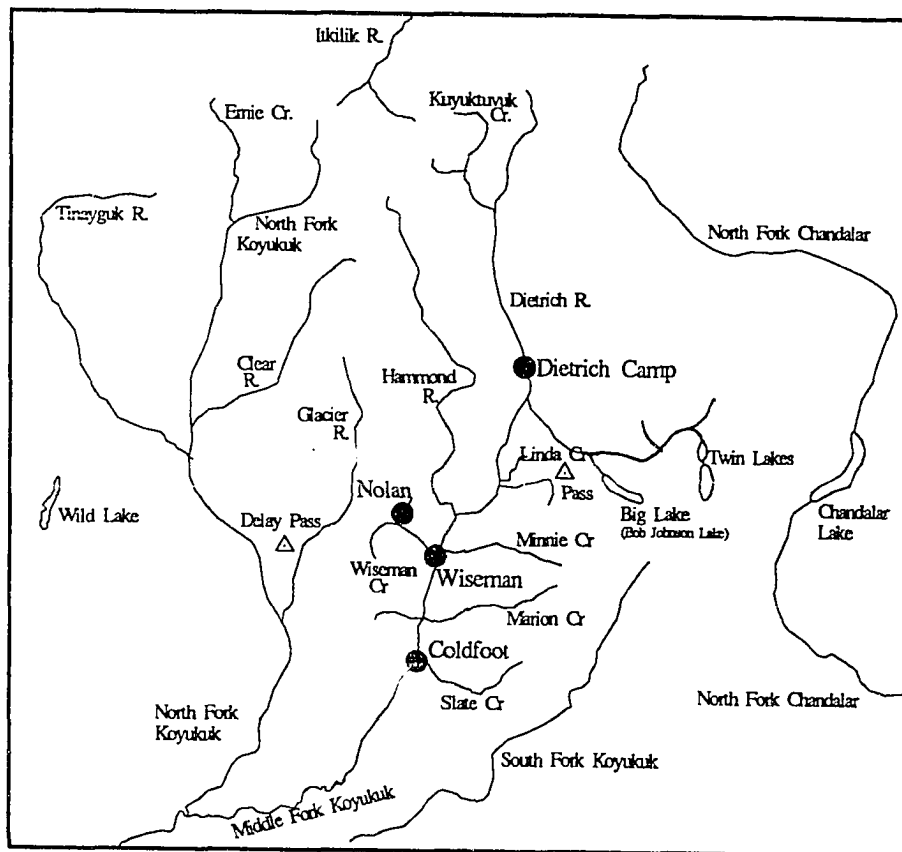 Itkilik R.
Ernie Cr.
Kuyuktuvuk
Cr.
Tinayguk R.
North Fork
Koyukuk
North Fork Chandalar
Dietrich R.
Clear
R.
Hammond
R.
Dietrich Camp
Glacier
R.
Linda Cr
Twin Lakes
Pass
Nolan
Wild Lake
Delay Pass
Big Lake
(Bob Johnson Lake)
Chandalar
Lake
Minnie Cr
Wiseman
Cr
Wiseman
Marion Cr
Coldfoot
Slate Cr
North Fork Chandalar
North Fork
Koyukuk
South Fork Koyukuk
Middle Fork Koyukuk